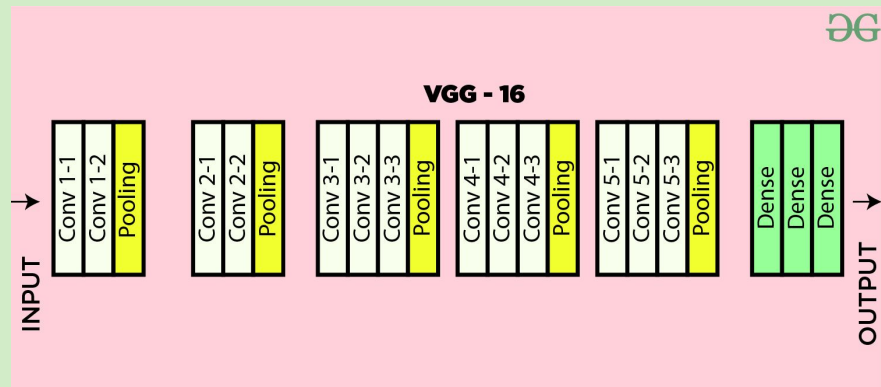 VGG - 16
INPUT
Conv 1-1
Conv 1-2
Pooling
Conv 2-1
Conv 2-2
Pooling
Conv 3-1
Conv 3-2
Conv 3-3
Pooling
Conv 4-1
Conv 4-2
Conv 4-3
Pooling
Conv 5-1
Conv 5-2
Conv 5-3
Pooling
Dense
Dense
Dense
OUTPUT